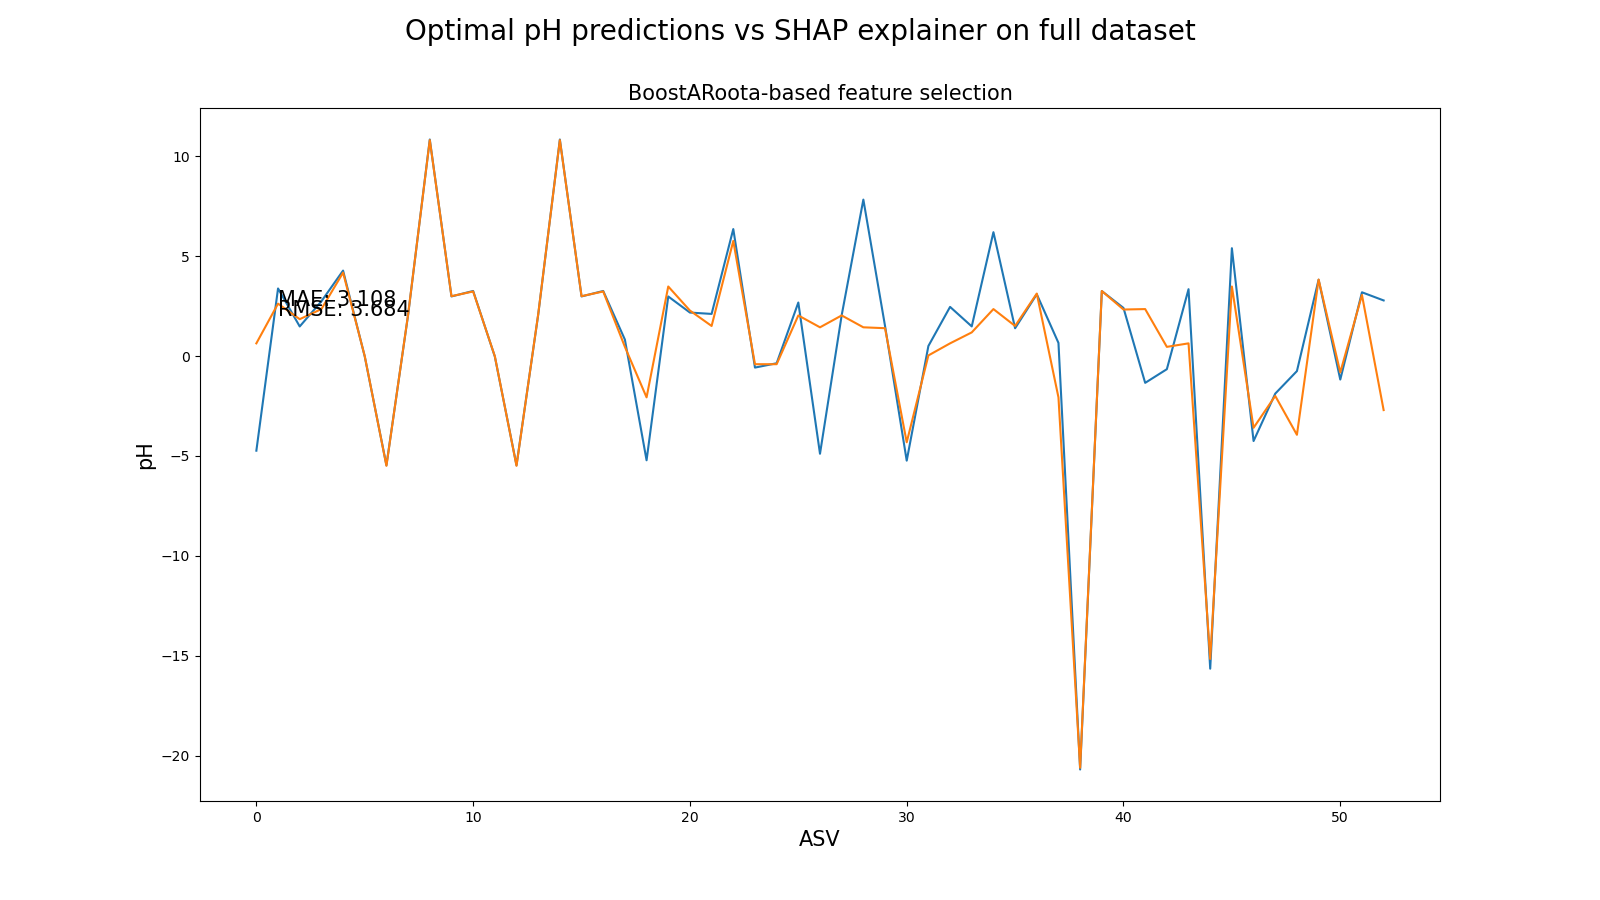 Optimal pH predictions vs SHAP explainer on full dataset
BoostARoota-based feature selection
10
5
0
−5
−10
−15
−20
pH
MAE: 3.108
RMSE: 3.684
0 10 20 30 40 50
ASV